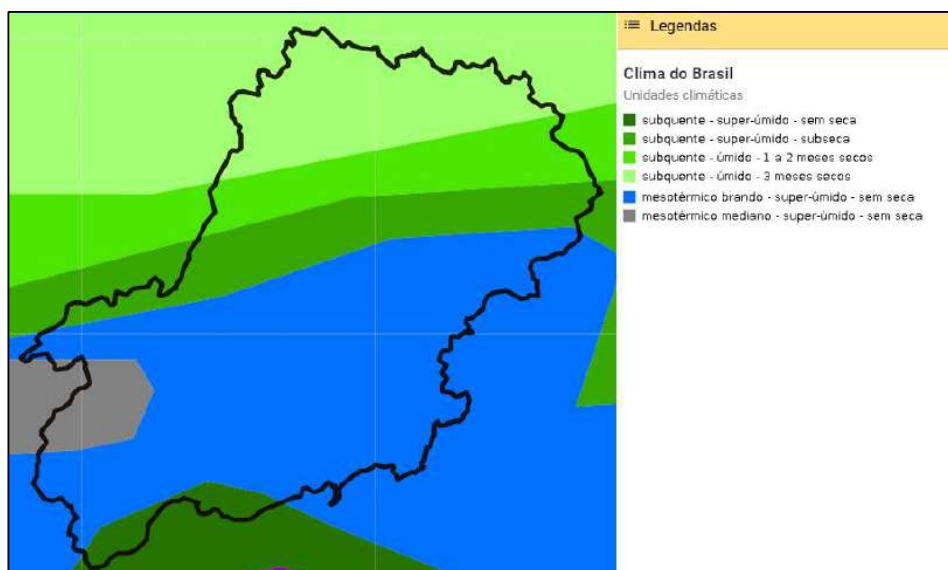 Legendas
Clima do Brasil
Unidades climáticas
subquente - super-úmido - sem seca
subquente - super-úmido - subseca
subquente - úmido - 1 a 2 meses secos
subquente - úmido - 3 meses secos
mesotérmico brando - super-úmido - sem seca
mesotérmico mediano - super-úmido - sem seca